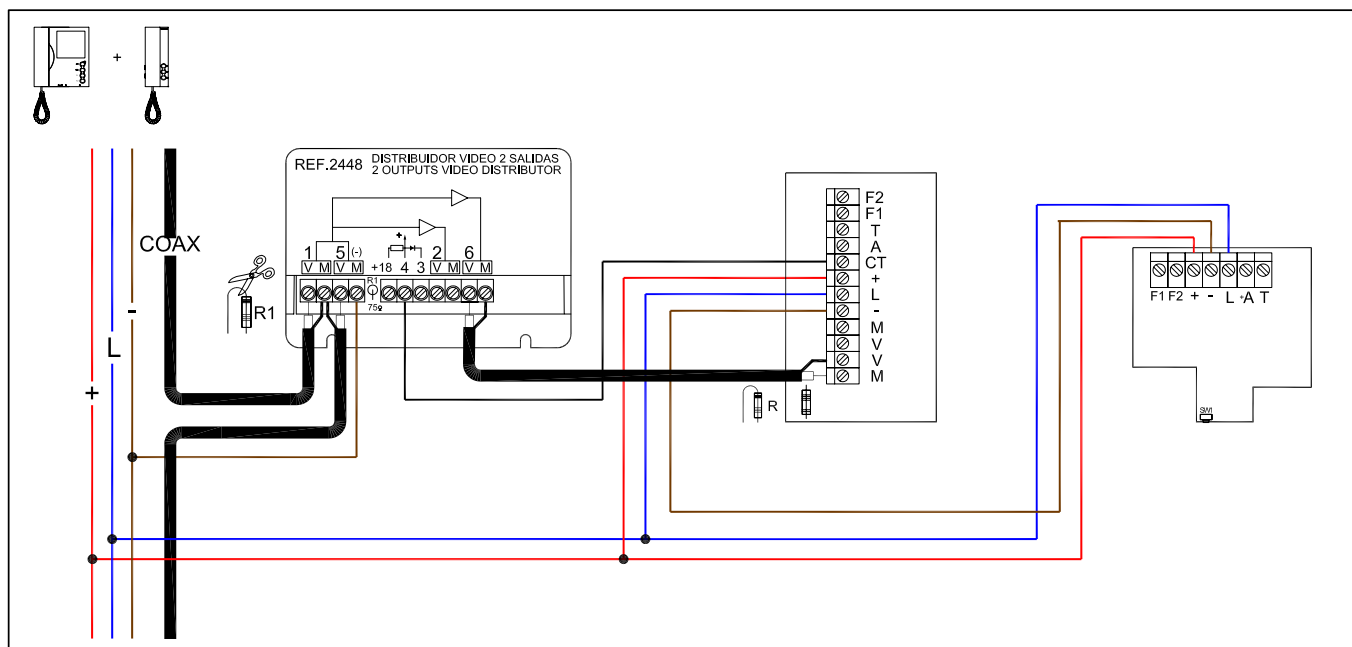 +
REF.2448
DISTRIBUIDOR VIDEO 2 SALIDAS
2 OUTPUTS VIDEO DISTRIBUTOR
COAX
-
L
+
R1
1 5 (-) +18 4 3 2 6
+
V M V M V M V M
R1
75Ω
F2
F1
T
A
CT
+
L
-
M
V
V
M
R
F1 F2 + - L +A T
SW1